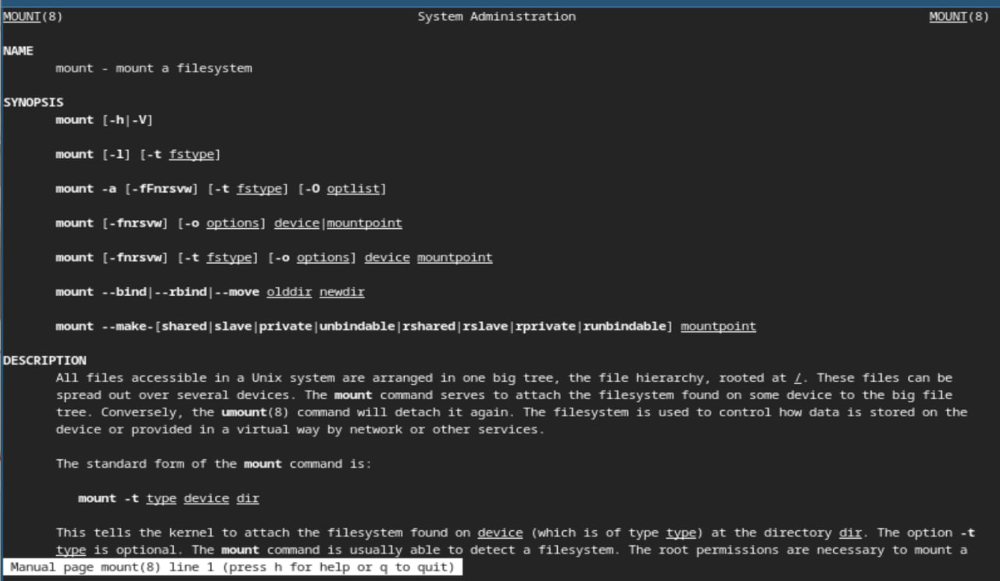 MOUNT(8) System Administration MOUNT(8)
NAME
mount - mount a filesystem
SYNOPSIS
mount [-h|-V]
mount [-l] [-t fstype]
mount -a [-fFnrsvw] [-t fstype] [-O optlist]
mount [-fnrsvw] [-o options] device|mountpoint
mount [-fnrsvw] [-t fstype] [-o options] device mountpoint
mount --bind|--rbind|--move olddir newdir
mount --make-[shared|slave|private|unbindable|rshared|rslave|rprivate|runbindable] mountpoint
DESCRIPTION
All files accessible in a Unix system are arranged in one big tree, the file hierarchy, rooted at /. These files can be
spread out over several devices. The mount command serves to attach the filesystem found on some device to the big file
tree. Conversely, the umount(8) command will detach it again. The filesystem is used to control how data is stored on the
device or provided in a virtual way by network or other services.
The standard form of the mount command is:
mount -t type device dir
This tells the kernel to attach the filesystem found on device (which is of type type) at the directory dir. The option -t
type is optional. The mount command is usually able to detect a filesystem. The root permissions are necessary to mount a
Manual page mount(8) line 1 (press h for help or q to quit)